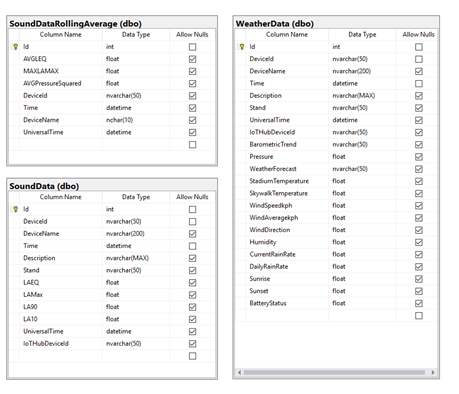 SoundDataRollingAverage (dbo)
Column Name Data Type Allow Nulls
Id int
AVGLEQ float
MAXLAMAX float
AVGPressureSquared float
DeviceId nvarchar(50)
Time datetime
DeviceName nchar(10)
UniversalTime datetime
SoundData (dbo)
Column Name Data Type Allow Nulls
Id int
DeviceId nvarchar(50)
DeviceName nvarchar(200)
Time datetime
Description nvarchar(MAX)
Stand nvarchar(50)
LAEQ float
LAMax float
LA90 float
LA10 float
UniversalTime datetime
IoTHubDeviceId nvarchar(50)
WeatherData (dbo)
Column Name Data Type Allow Nulls
Id int
DeviceId nvarchar(50)
DeviceName nvarchar(200)
Time datetime
Description nvarchar(MAX)
Stand nvarchar(50)
UniversalTime datetime
IoTHubDeviceId nvarchar(50)
BarometricTrend nvarchar(50)
Pressure float
WeatherForecast nvarchar(50)
StadiumTemperature float
SkywalkTemperature float
WindSpeedkph float
WindAveragekph float
WindDirection float
Humidity float
CurrentRainRate float
DailyRainRate float
Sunrise float
Sunset float
BatteryStatus float